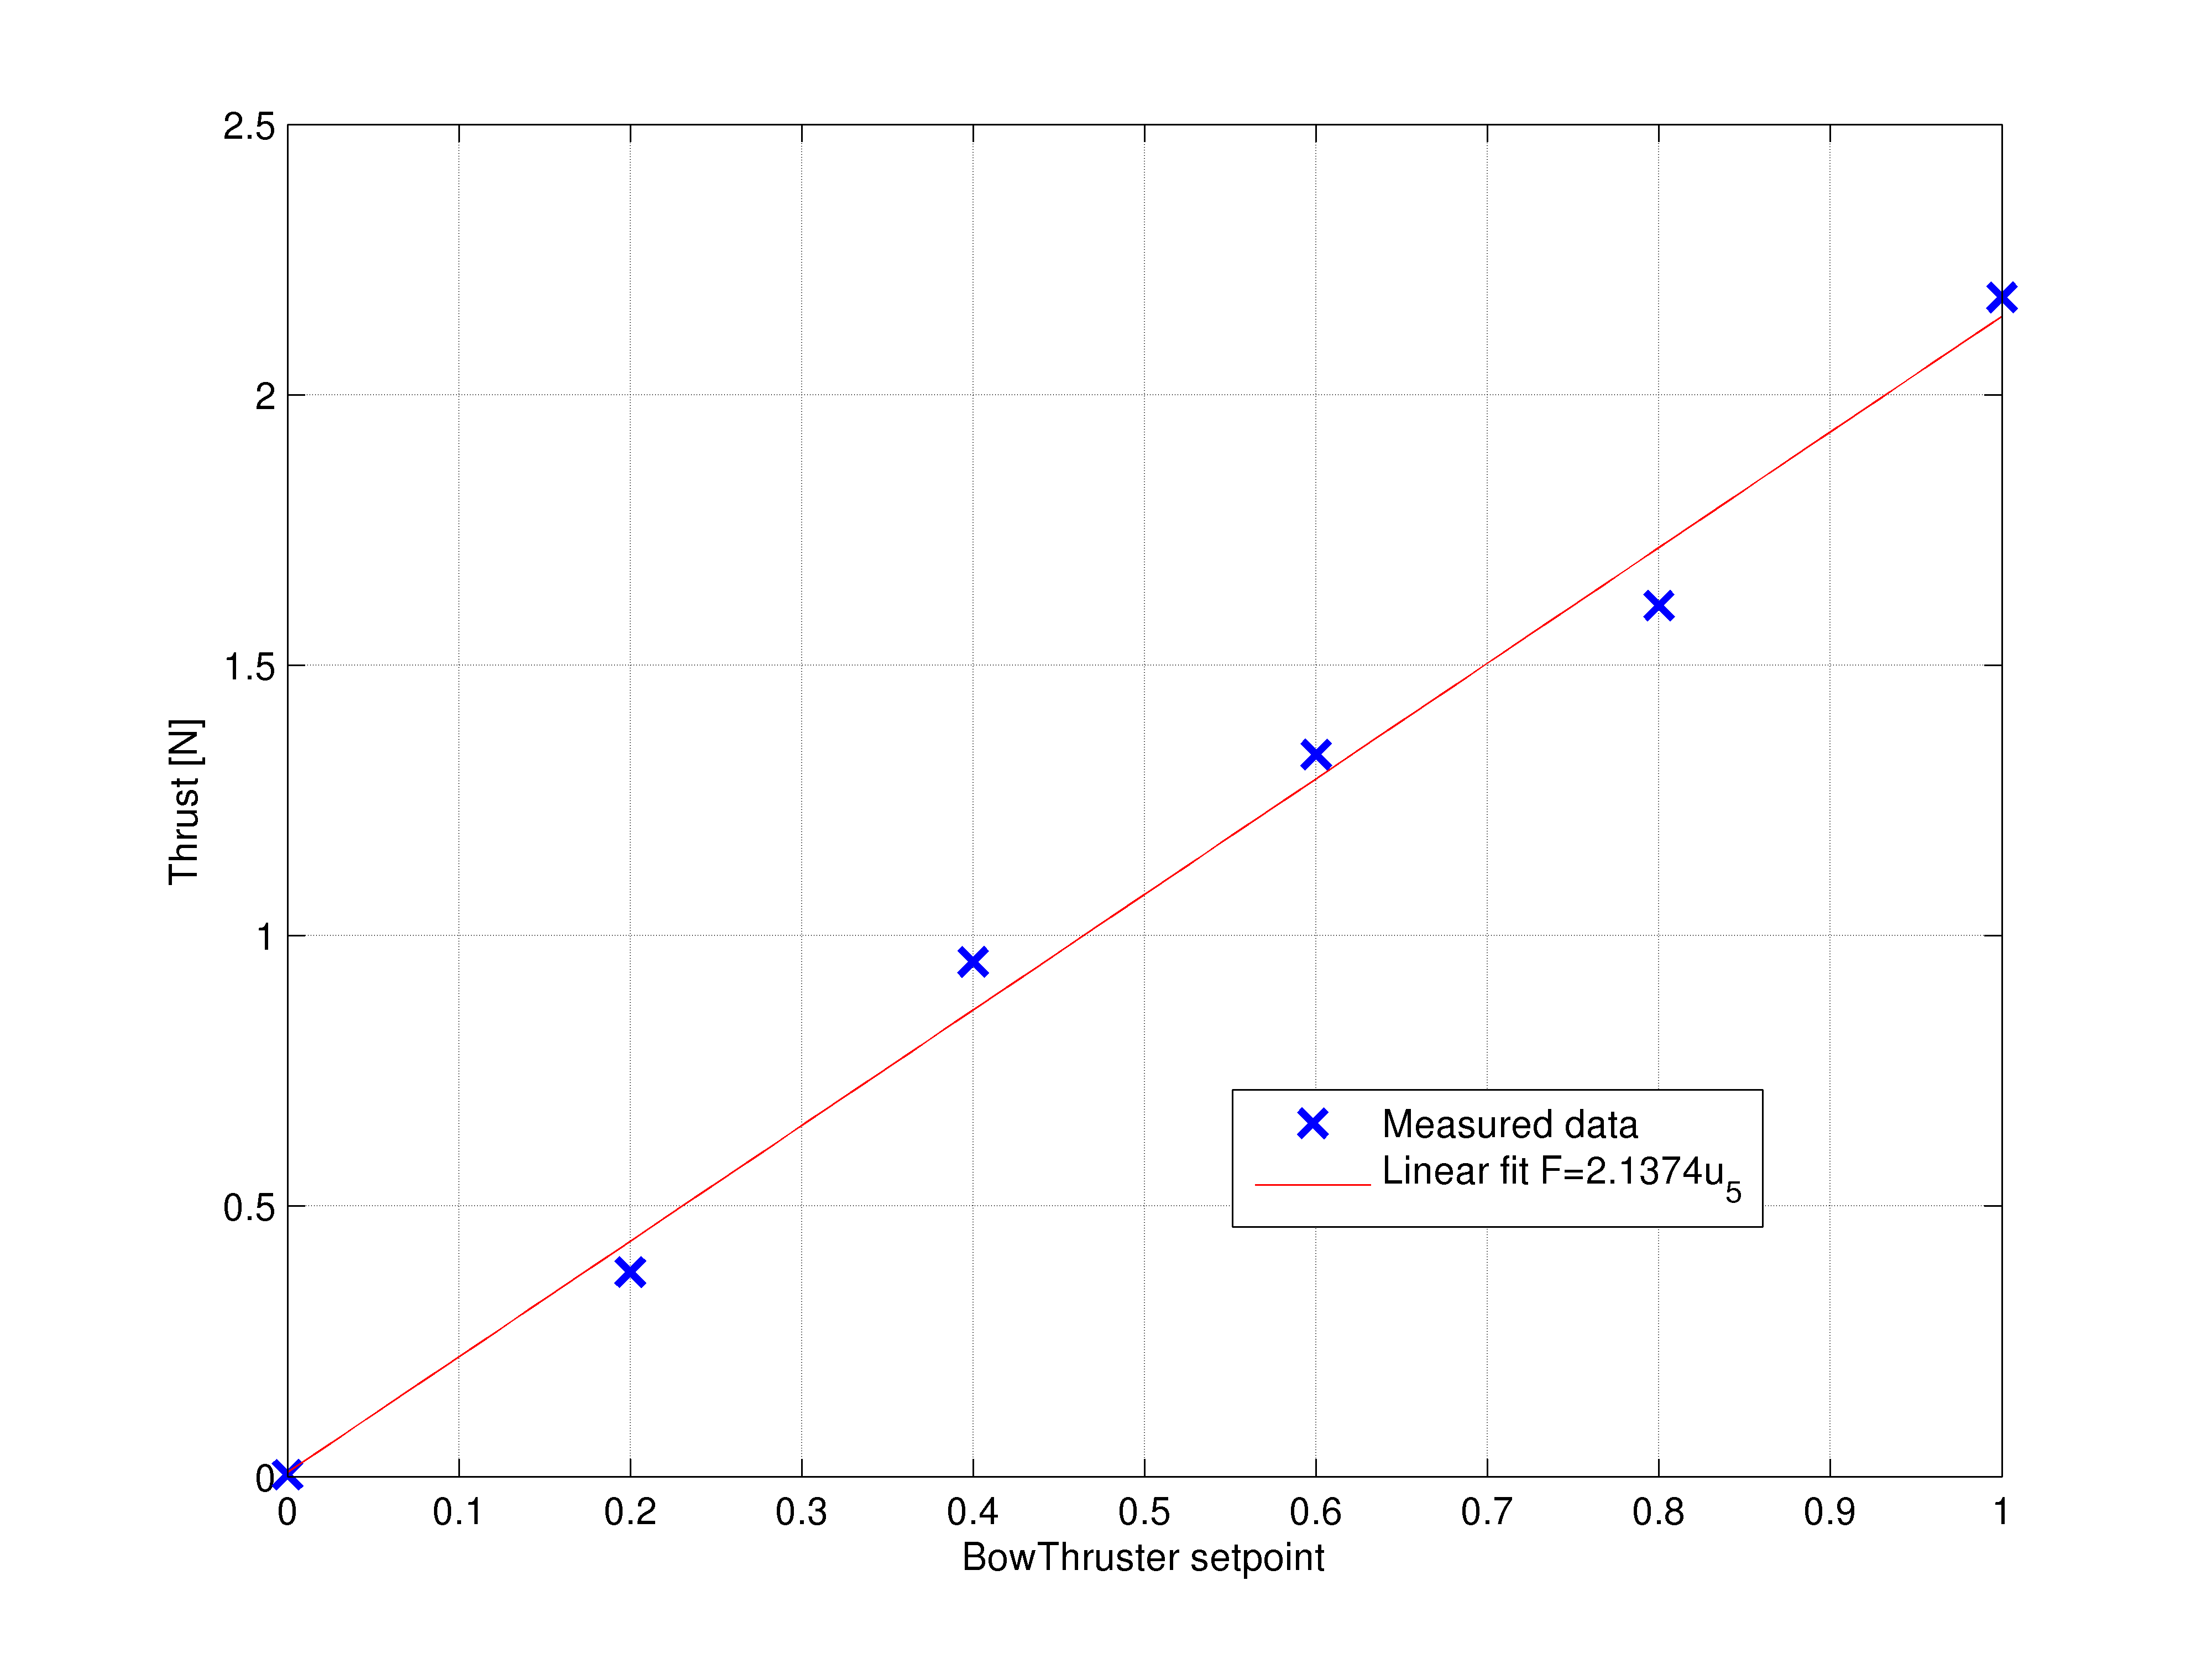 2.5
2
1.5
1
0.5
0
Thrust [N]
Measured data
Linear fit F=2.1374u5
0 0.1 0.2 0.3 0.4 0.5 0.6 0.7 0.8 0.9 1
BowThruster setpoint